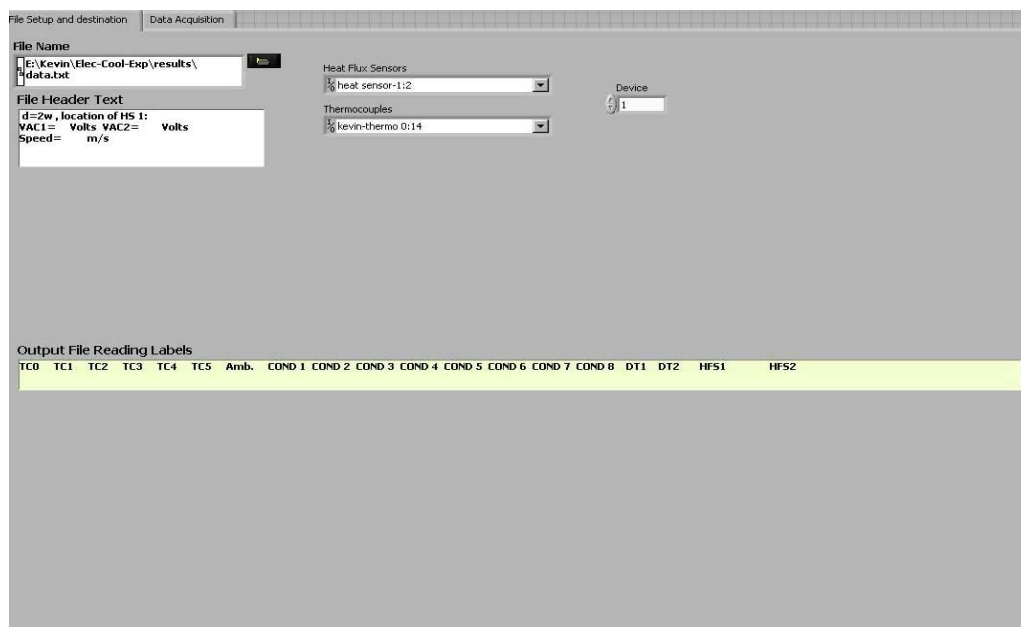 File Setup and destination Data Acquisition
File Name
E:\Kevin\Elec-Cool-Exp\results\
data.txt
File Header Text
d=2w , location of HS 1:
VAC1= Volts VAC2= Volts
Speed= m/s
Heat Flux Sensors
heat sensor-1:2
Thermocouples
kevin-thermo 0:14
Device
1
Output File Reading Labels
TC0 TC1 TC2 TC3 TC4 TC5 Amb. COND 1 COND 2 COND 3 COND 4 COND 5 COND 6 COND 7 COND 8 DT1 DT2 HFS1 HFS2